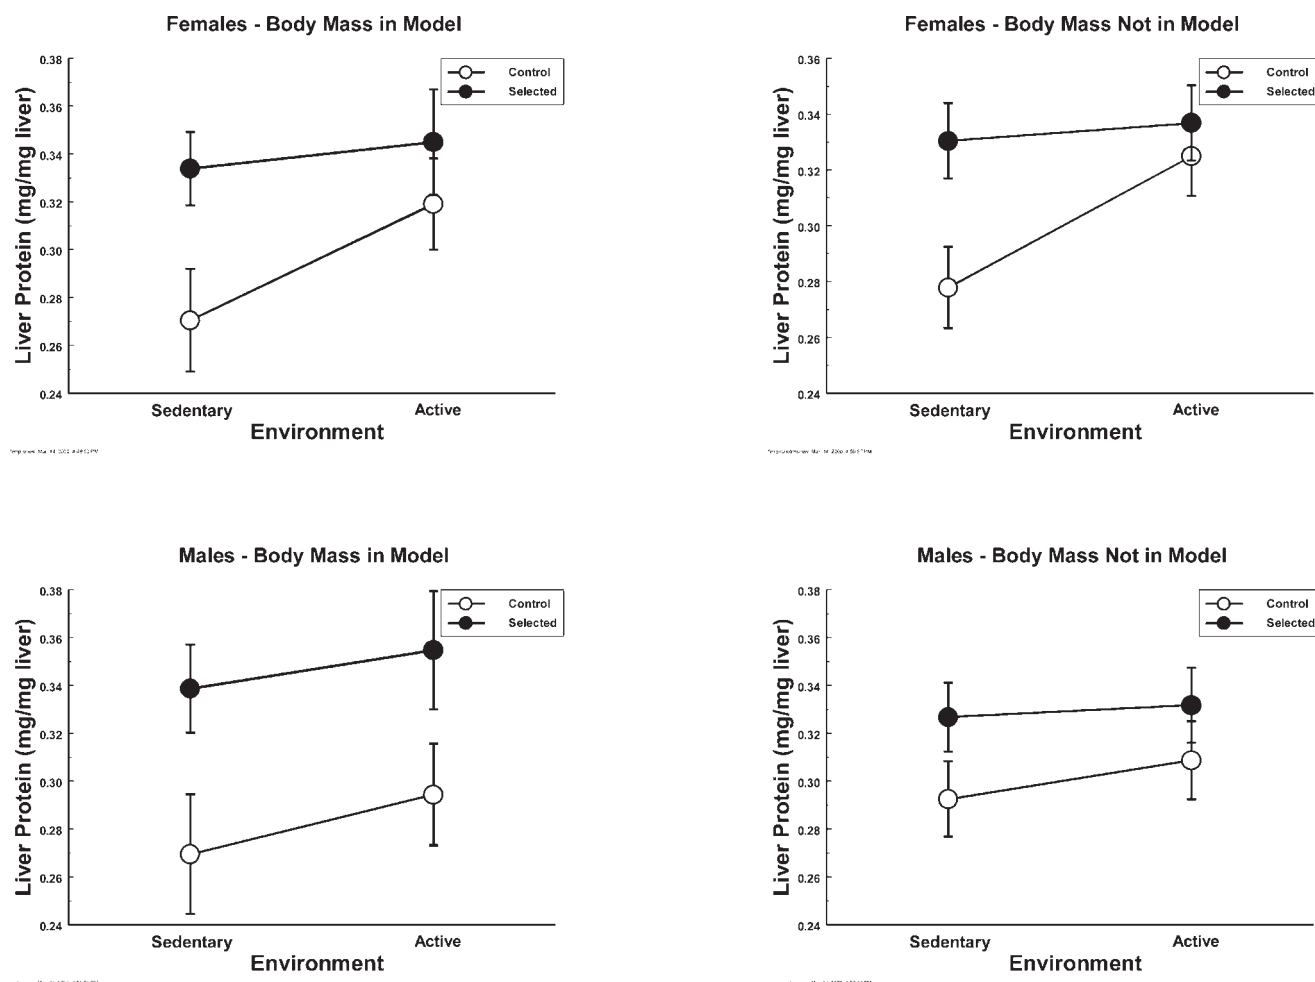 Females - Body Mass in Model
Liver Protein (mg/mg liver)
0.38
0.36
0.34
0.32
0.30
0.28
0.26
0.24
Control
Selected
Sedentary
Active
Environment
Females - Body Mass Not in Model
Liver Protein (mg/mg liver)
0.36
0.34
0.32
0.30
0.28
0.26
0.24
Control
Selected
Sedentary
Active
Environment
Males - Body Mass in Model
Liver Protein (mg/mg liver)
0.38
0.36
0.34
0.32
0.30
0.28
0.26
0.24
Control
Selected
Sedentary
Active
Environment
Males - Body Mass Not in Model
Liver Protein (mg/mg liver)
0.38
0.36
0.34
0.32
0.30
0.28
0.26
0.24
Control
Selected
Sedentary
Active
Environment